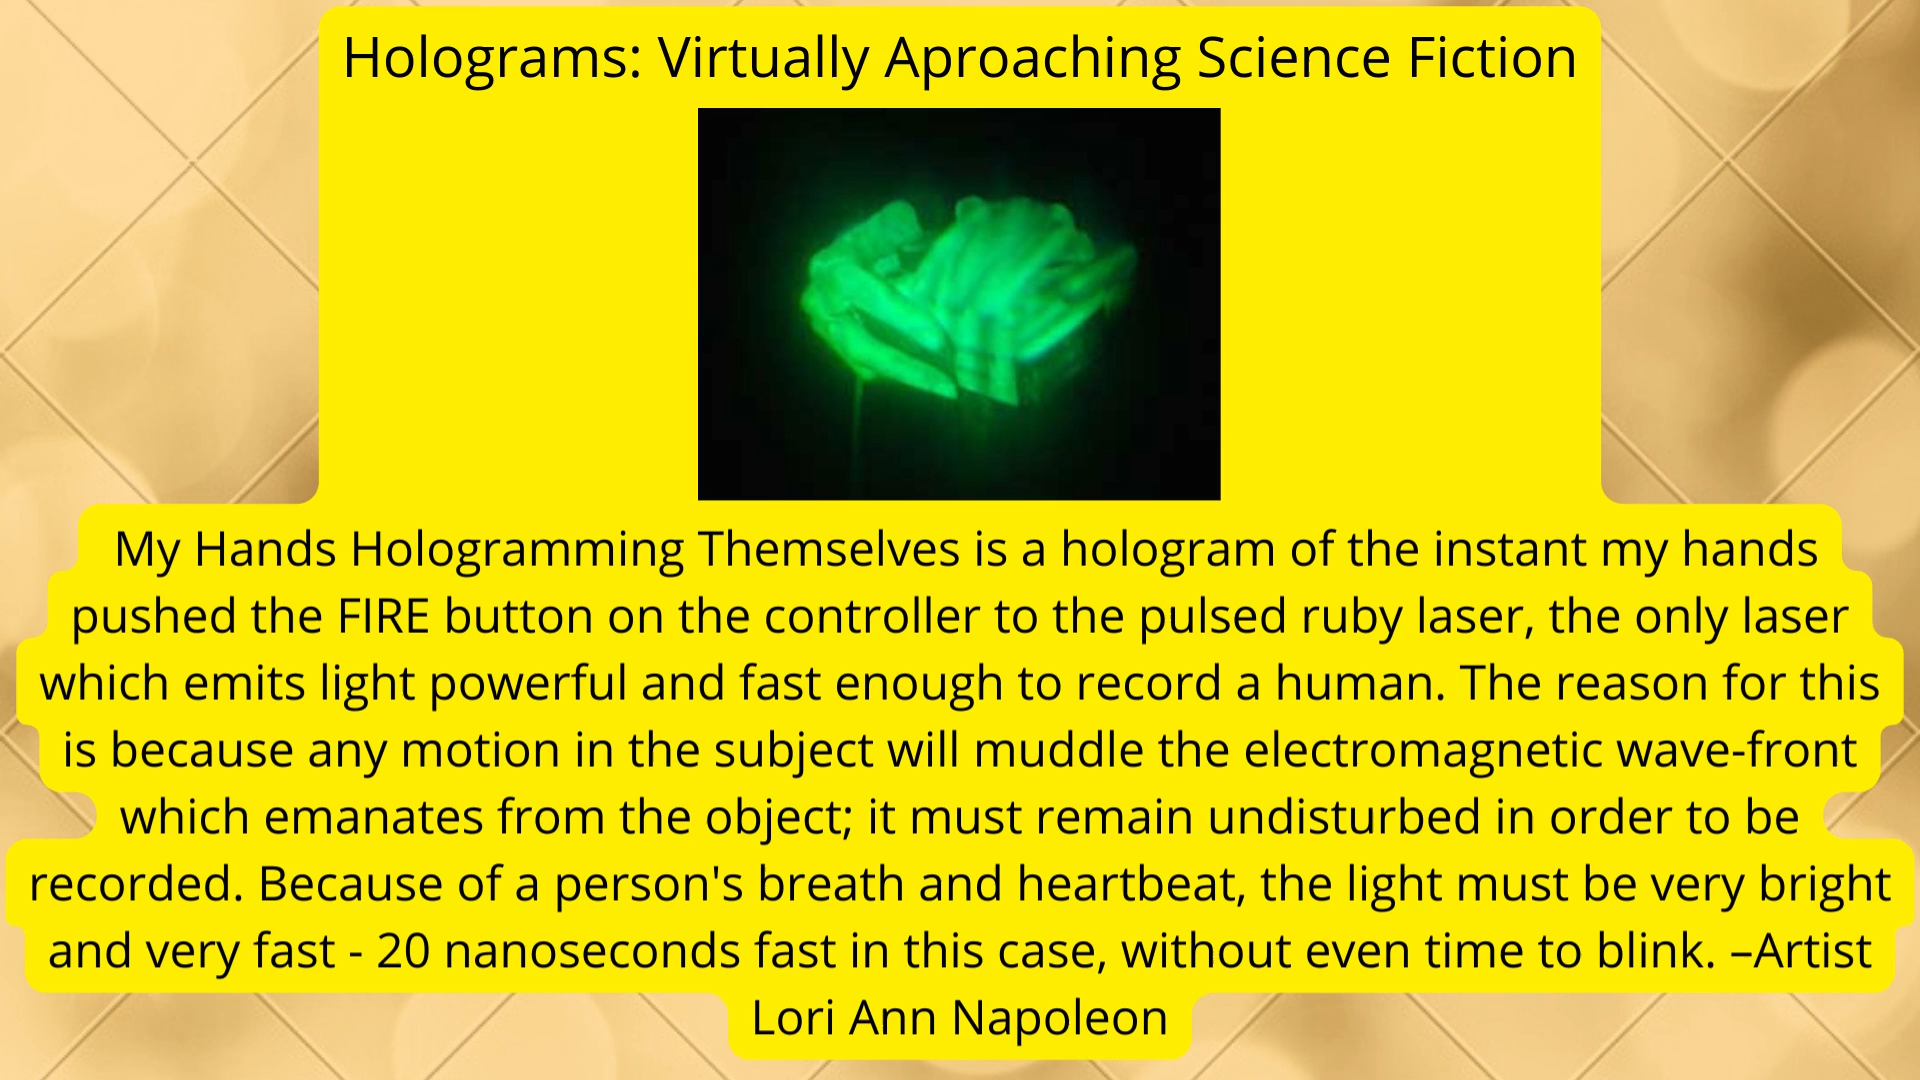 Holograms: Virtually Aproaching Science Fiction
My Hands Hologramming Themselves is a hologram of the instant my hands
pushed the FIRE button on the controller to the pulsed ruby laser, the only laser
which emits light powerful and fast enough to record a human. The reason for this
is because any motion in the subject will muddle the electromagnetic wave-front
which emanates from the object; it must remain undisturbed in order to be
recorded. Because of a person's breath and heartbeat, the light must be very bright
and very fast - 20 nanoseconds fast in this case, without even time to blink. –Artist
Lori Ann Napoleon